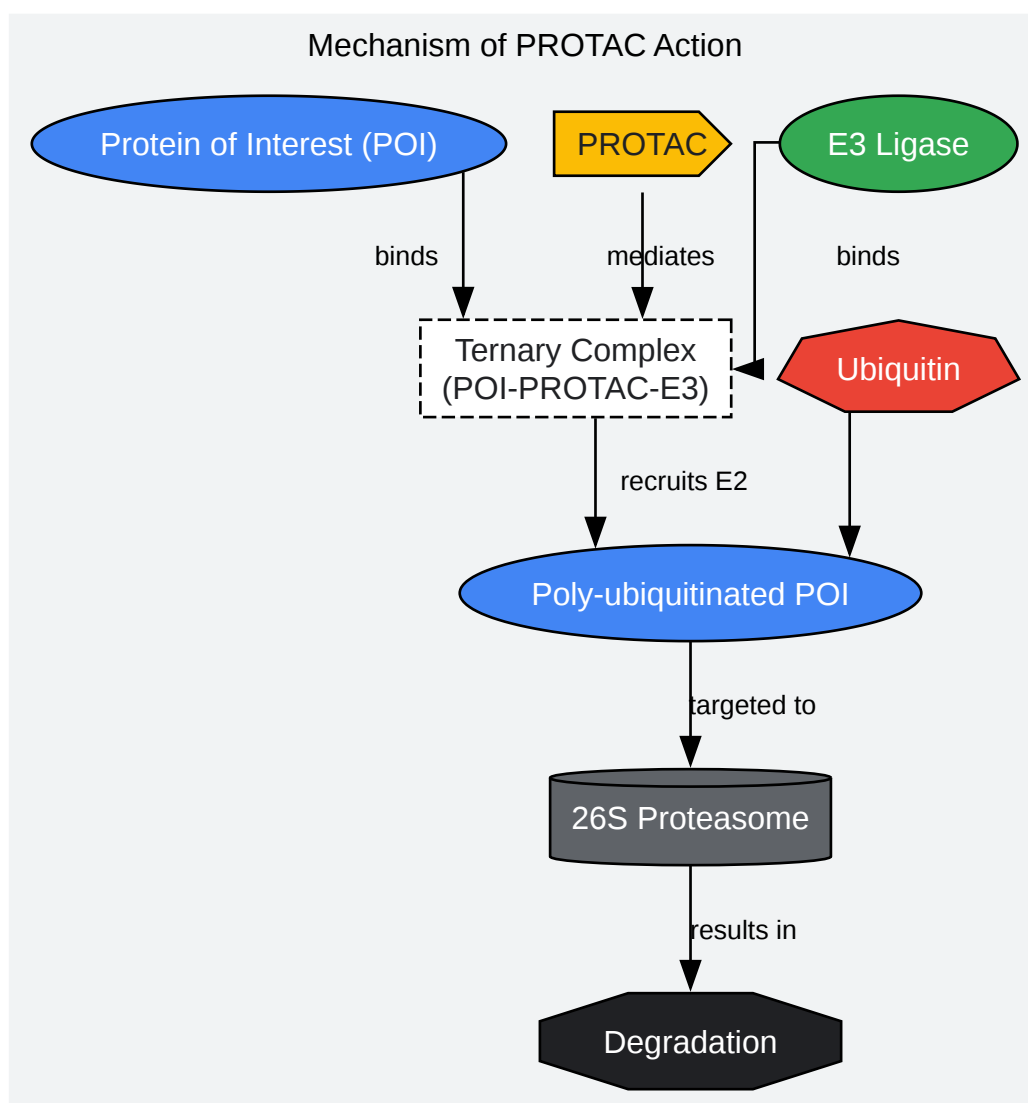 Mechanism of PROTAC Action
Protein of Interest (POI)
PROTAC
E3 Ligase
binds
mediates
binds
Ternary Complex
(POI-PROTAC-E3)
Ubiquitin
recruits E2
Poly-ubiquitinated POI
targeted to
26S Proteasome
results in
Degradation